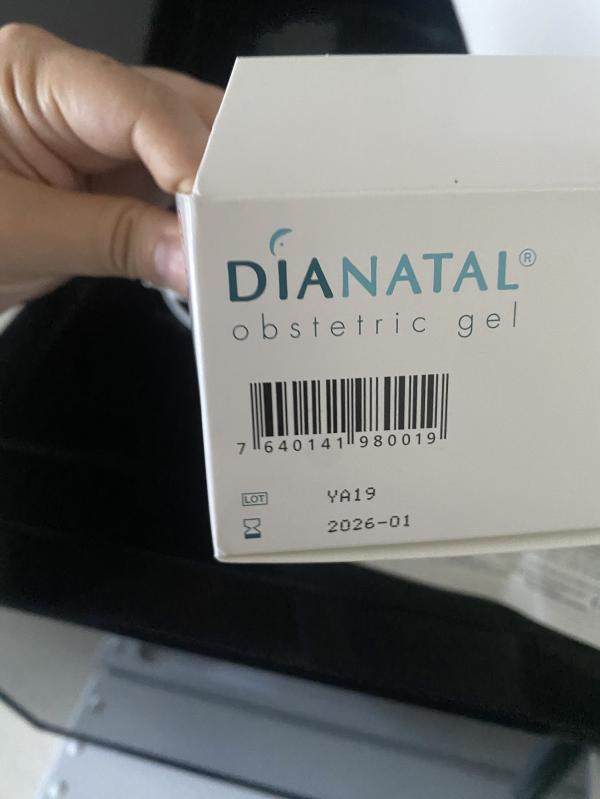 DIANATAL®
obstetric gel
7 640141 980019
LOT YA19
2026-01